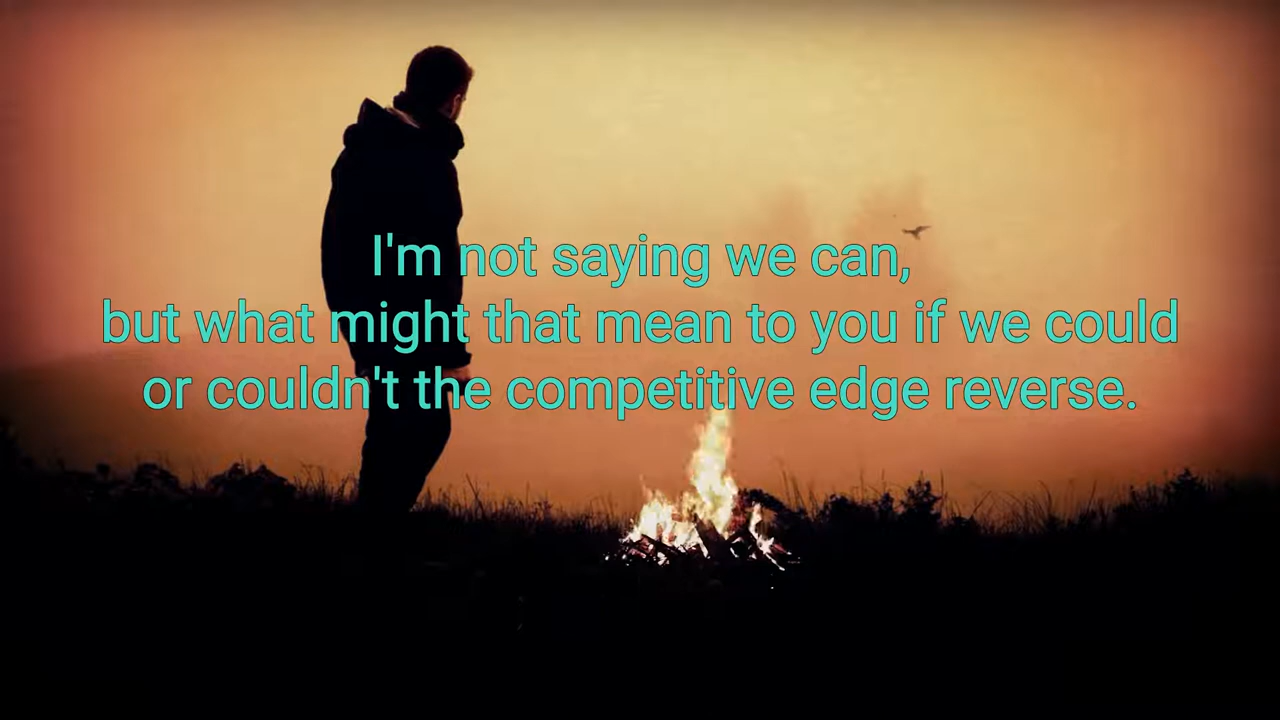 I'm not saying we can,
but what might that mean to you if we could
or couldn't the competitive edge reverse.